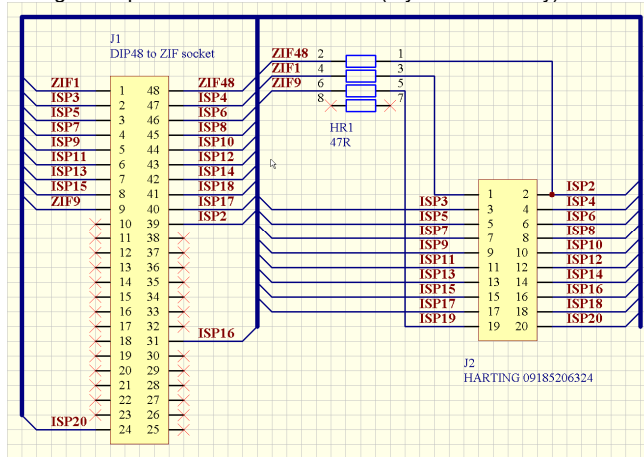 J1
DIP48 to ZIF socket
ZIF1 1 48 ZIF48
ISP3 2 47 ISP4
ISP5 3 46 ISP6
ISP7 4 45 ISP8
ISP9 5 44 ISP10
ISP11 6 43 ISP12
ISP13 7 42 ISP14
ISP15 8 41 ISP18
ZIF9 9 40 ISP17
10 39 ISP2
11 38
12 37
13 36
14 35
15 34
16 33
17 32
18 31 ISP16
19 30
20 29
21 28
22 27
23 26
ISP20 24 25
ZIF48 2 1
ZIF1 4 3
ZIF9 6 5
8 7
HR1
47R
1 2 ISP2
ISP3 3 4 ISP4
ISP5 5 6 ISP6
ISP7 7 8 ISP8
ISP9 9 10 ISP10
ISP11 11 12 ISP12
ISP13 13 14 ISP14
ISP15 15 16 ISP16
ISP17 17 18 ISP18
ISP19 19 20 ISP20
J2
HARTING 09185206324